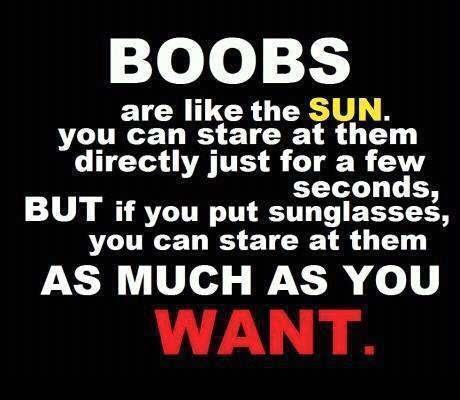 BOOBS
are like the SUN.
you can stare at them
directly just for a few
seconds,
BUT if you put sunglasses,
you can stare at them
AS MUCH AS YOU
WANT.